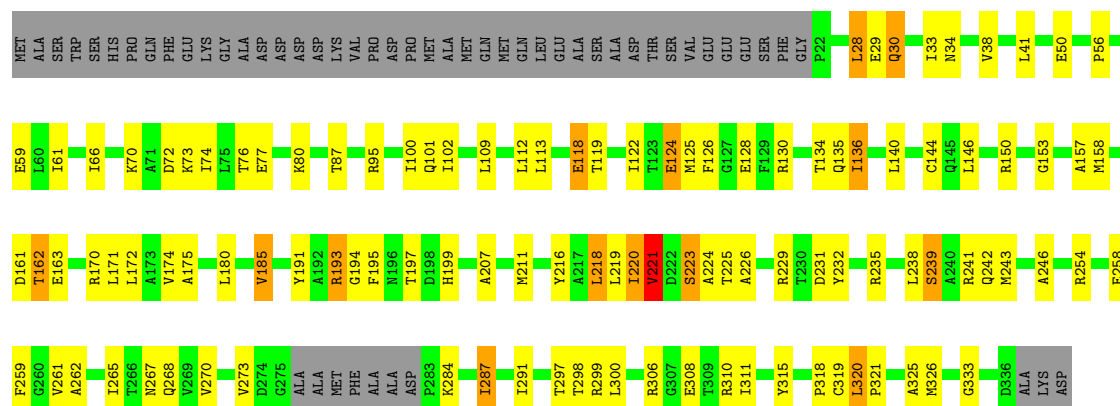 MET ALA SER TRP SER HIS PRO GLN PHE GLU LYS GLY ALA ASP ASP ASP ASP LYS VAL PRO ASP PRO MET ALA MET MET GLN LEU GLU ALA SER ALA ASP THR SER VAL GLU GLU GLU SER PHE GLY P22 L28 E29 Q30 I33 N34 V38 L41 E50 P56
E59 L60 I61 I66 K70 A71 D72 K73 I74 L75 T76 E77 K80 T87 R95 I100 Q101 I102 L109 L112 L113 E118 T119 I122 T123 E124 M125 F126 G127 E128 F129 R130 T134 Q135 I136 L140 C144 Q145 L146 R150 G153 A157 M158
D161 T162 E163 R170 L171 L172 A173 V174 A175 L180 V185 Y191 A192 R193 G194 F195 N196 T197 D198 H199 A207 M211 Y216 A217 L218 L219 I220 V221 D222 S223 A224 T225 A226 R229 T230 D231 Y232 R235 L238 S239 A240 R241 Q242 M243 A246 R254 E258
F259 G260 V261 A262 I265 T266 N267 Q268 V269 V270 V273 D274 G275 ALA ALA MET PHE ALA ALA ASP P283 K284 I287 I291 T297 T298 R299 L300 R306 G307 E308 T309 R310 I311 Y315 P318 C319 L320 P321 A325 M326 G333 D336 ALA LYS ASP